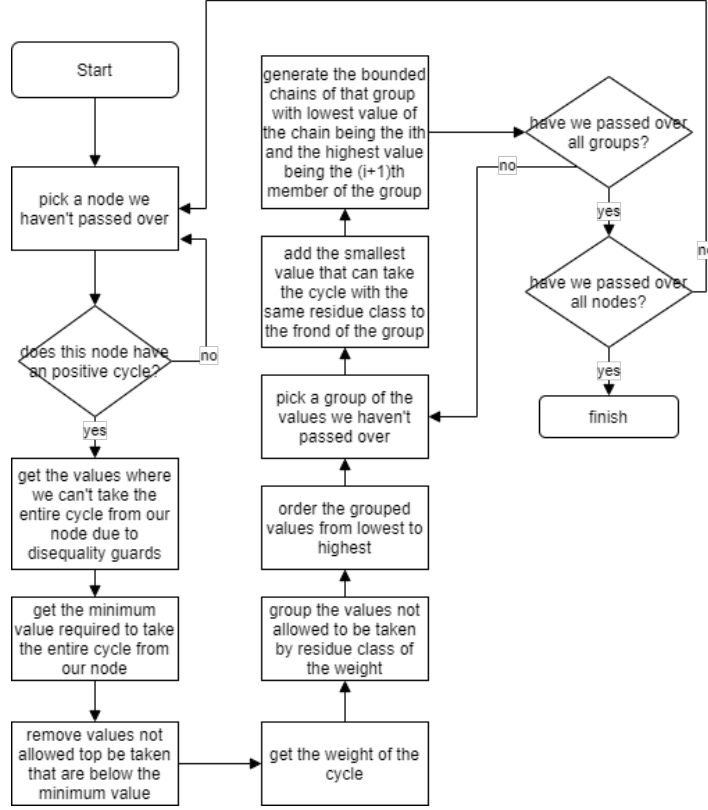 Start
pick a node we
haven't passed over
does this node have
an positive cycle?
no
yes
get the values where
we can't take the
entire cycle from our
node due to
disequality guards
get the minimum
value required to take
the entire cycle from
our node
remove values not
allowed top be taken
that are below the
minimum value
get the weight of the
cycle
group the values not
allowed to be taken
by residue class of
the weight
order the grouped
values from lowest to
highest
pick a group of the
values we haven't
passed over
add the smallest
value that can take
the cycle with the
same residue class to
the frond of the group
generate the bounded
chains of that group
with lowest value of
the chain being the ith
and the highest value
being the (i+1)th
member of the group
have we passed over
all groups?
no
yes
have we passed over
all nodes?
yes
finish